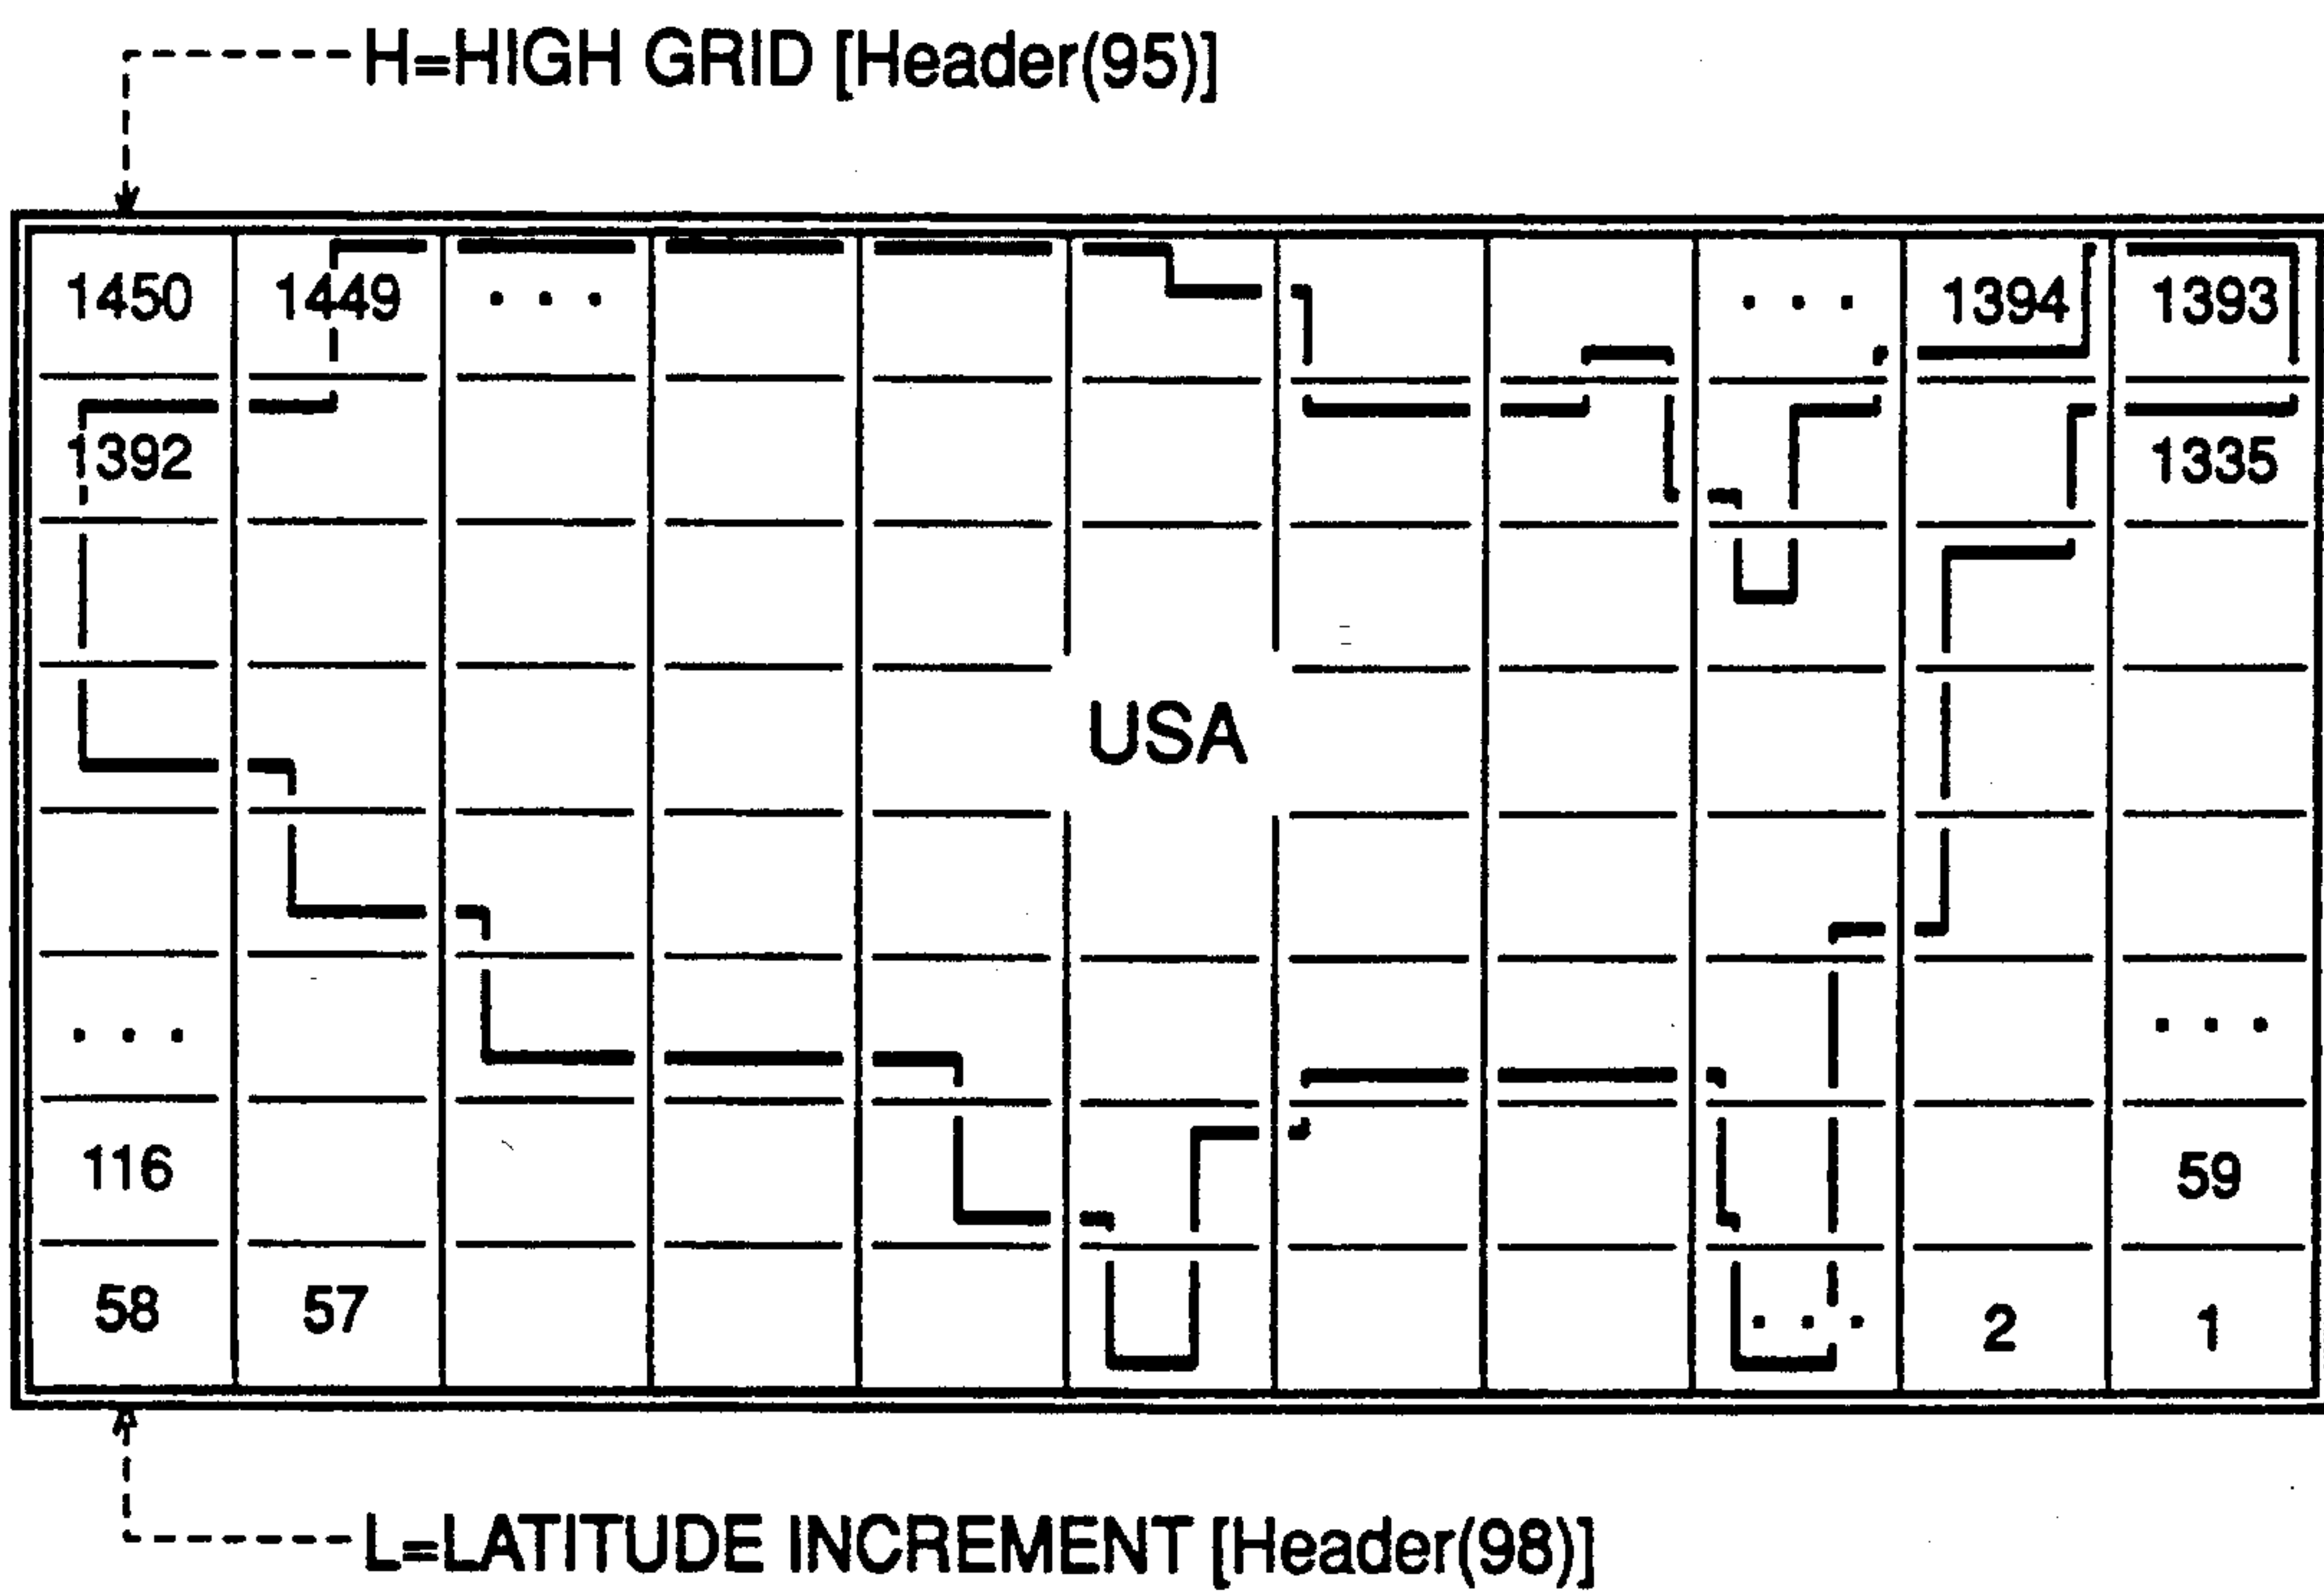 H=HIGH GRID [Header(95)]
1450 1449 . . . . . . 1394 1393
1392 1335
USA
. . . . . .
116 59
58 57 . . . 2 1
L=LATITUDE INCREMENT [Header(98)]